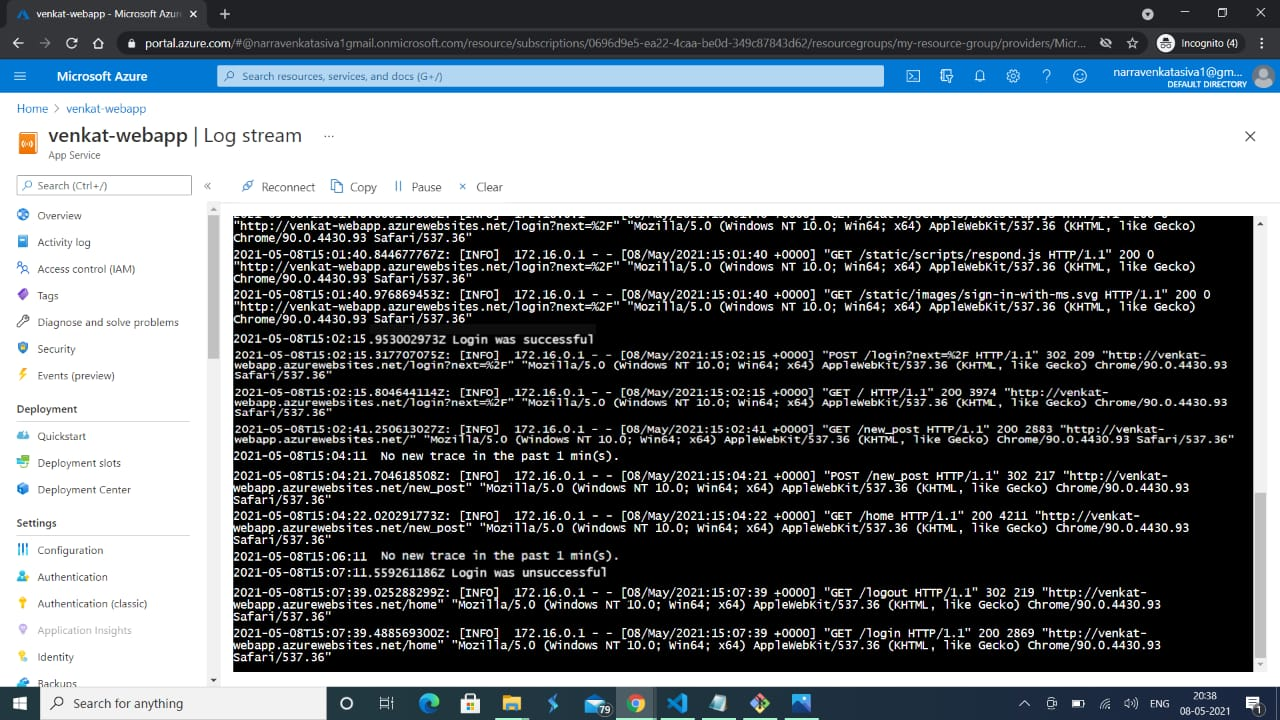 venkat-webapp - Microsoft Azure
portal.azure.com/#@narravenkatasiva1gmail.onmicrosoft.com/resource/subscriptions/0696d9e5-ea22-4caa-be0d-349c87843d62/resourcegroups/my-resource-group/providers/Micr...
Incognito (4)
Microsoft Azure
Search resources, services, and docs (G+/)
narravenkatasiva1@gm...
DEFAULT DIRECTORY
Home > venkat-webapp
venkat-webapp | Log stream ...
App Service
Search (Ctrl+/)
«
Reconnect Copy Pause Clear
Overview
Activity log
Access control (IAM)
Tags
Diagnose and solve problems
Security
Events (preview)
Deployment
Quickstart
Deployment slots
Deployment Center
Settings
Configuration
Authentication
Authentication (classic)
Application Insights
Identity
Backups
"http://venkat-webapp.azurewebsites.net/login?next=%2F" "Mozilla/5.0 (Windows NT 10.0; Win64; x64) AppleWebKit/537.36 (KHTML, like Gecko)
Chrome/90.0.4430.93 Safari/537.36"
2021-05-08T15:01:40.844677767Z: [INFO]  172.16.0.1 - - [08/May/2021:15:01:40 +0000] "GET /static/scripts/respond.js HTTP/1.1" 200 0
"http://venkat-webapp.azurewebsites.net/login?next=%2F" "Mozilla/5.0 (Windows NT 10.0; Win64; x64) AppleWebKit/537.36 (KHTML, like Gecko)
Chrome/90.0.4430.93 Safari/537.36"
2021-05-08T15:01:40.976869453Z: [INFO]  172.16.0.1 - - [08/May/2021:15:01:40 +0000] "GET /static/images/sign-in-with-ms.svg HTTP/1.1" 200 0
"http://venkat-webapp.azurewebsites.net/login?next=%2F" "Mozilla/5.0 (Windows NT 10.0; Win64; x64) AppleWebKit/537.36 (KHTML, like Gecko)
Chrome/90.0.4430.93 Safari/537.36"
2021-05-08T15:02:15.953002973Z Login was successful
2021-05-08T15:02:15.317707075Z: [INFO]  172.16.0.1 - - [08/May/2021:15:02:15 +0000] "POST /login?next=%2F HTTP/1.1" 302 209 "http://venkat-
webapp.azurewebsites.net/login?next=%2F" "Mozilla/5.0 (Windows NT 10.0; Win64; x64) AppleWebKit/537.36 (KHTML, like Gecko) Chrome/90.0.4430.93
Safari/537.36"
2021-05-08T15:02:15.804644114Z: [INFO]  172.16.0.1 - - [08/May/2021:15:02:15 +0000] "GET / HTTP/1.1" 200 3974 "http://venkat-
webapp.azurewebsites.net/login?next=%2F" "Mozilla/5.0 (Windows NT 10.0; Win64; x64) AppleWebKit/537.36 (KHTML, like Gecko) Chrome/90.0.4430.93
Safari/537.36"
2021-05-08T15:02:41.250613027Z: [INFO]  172.16.0.1 - - [08/May/2021:15:02:41 +0000] "GET /new_post HTTP/1.1" 200 2883 "http://venkat-
webapp.azurewebsites.net/" "Mozilla/5.0 (Windows NT 10.0; Win64; x64) AppleWebKit/537.36 (KHTML, like Gecko) Chrome/90.0.4430.93 Safari/537.36"
2021-05-08T15:04:11  No new trace in the past 1 min(s).
2021-05-08T15:04:21.704618508Z: [INFO]  172.16.0.1 - - [08/May/2021:15:04:21 +0000] "POST /new_post HTTP/1.1" 302 217 "http://venkat-
webapp.azurewebsites.net/new_post" "Mozilla/5.0 (Windows NT 10.0; Win64; x64) AppleWebKit/537.36 (KHTML, like Gecko) Chrome/90.0.4430.93
Safari/537.36"
2021-05-08T15:04:22.020291773Z: [INFO]  172.16.0.1 - - [08/May/2021:15:04:22 +0000] "GET /home HTTP/1.1" 200 4211 "http://venkat-
webapp.azurewebsites.net/new_post" "Mozilla/5.0 (Windows NT 10.0; Win64; x64) AppleWebKit/537.36 (KHTML, like Gecko) Chrome/90.0.4430.93
Safari/537.36"
2021-05-08T15:06:11  No new trace in the past 1 min(s).
2021-05-08T15:07:11.559261186Z Login was unsuccessful
2021-05-08T15:07:39.025288299Z: [INFO]  172.16.0.1 - - [08/May/2021:15:07:39 +0000] "GET /logout HTTP/1.1" 302 219 "http://venkat-
webapp.azurewebsites.net/home" "Mozilla/5.0 (Windows NT 10.0; Win64; x64) AppleWebKit/537.36 (KHTML, like Gecko) Chrome/90.0.4430.93
Safari/537.36"
2021-05-08T15:07:39.488569300Z: [INFO]  172.16.0.1 - - [08/May/2021:15:07:39 +0000] "GET /login HTTP/1.1" 200 2869 "http://venkat-
webapp.azurewebsites.net/home" "Mozilla/5.0 (Windows NT 10.0; Win64; x64) AppleWebKit/537.36 (KHTML, like Gecko) Chrome/90.0.4430.93
Safari/537.36"
Search for anything
79
ENG
20:38
08-05-2021
1